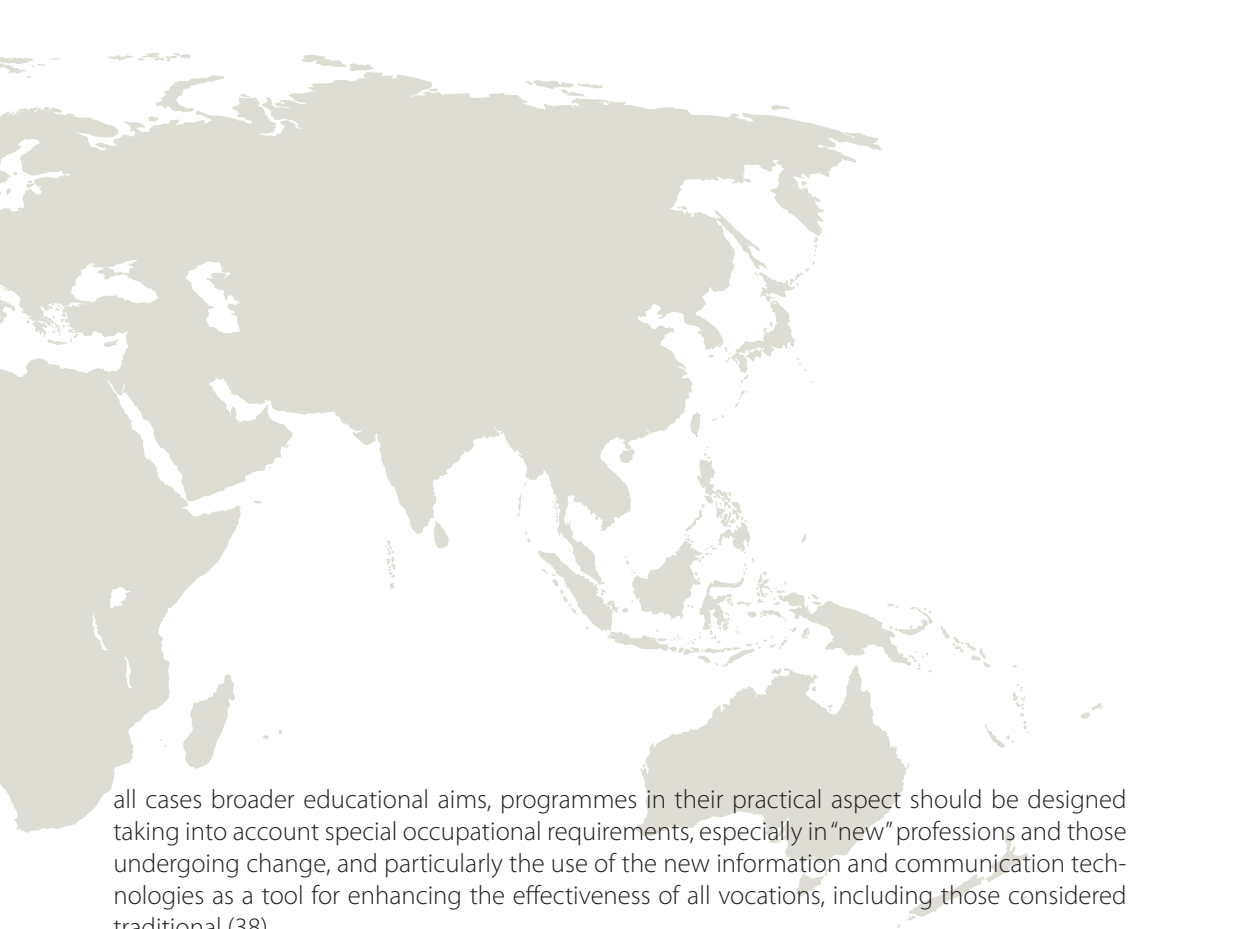 all cases broader educational aims, programmes in their practical aspect should be designed
taking into account special occupational requirements, especially in “new” professions and those
undergoing change, and particularly the use of the new information and communication tech-
nologies as a tool for enhancing the effectiveness of all vocations, including those considered
traditional (38)